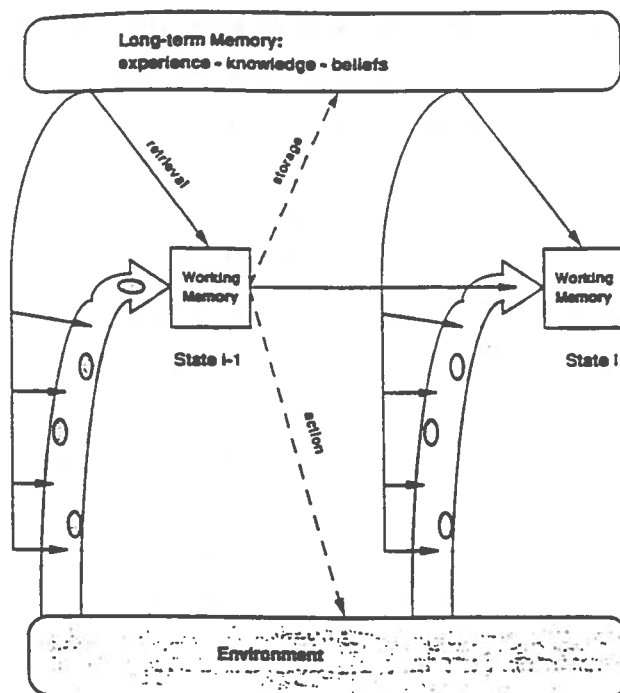 Long-term Memory:
experience - knowledge - beliefs
retrieval
storage
Working
Memory
Working
Memory
State i-1
State i
action
Environment